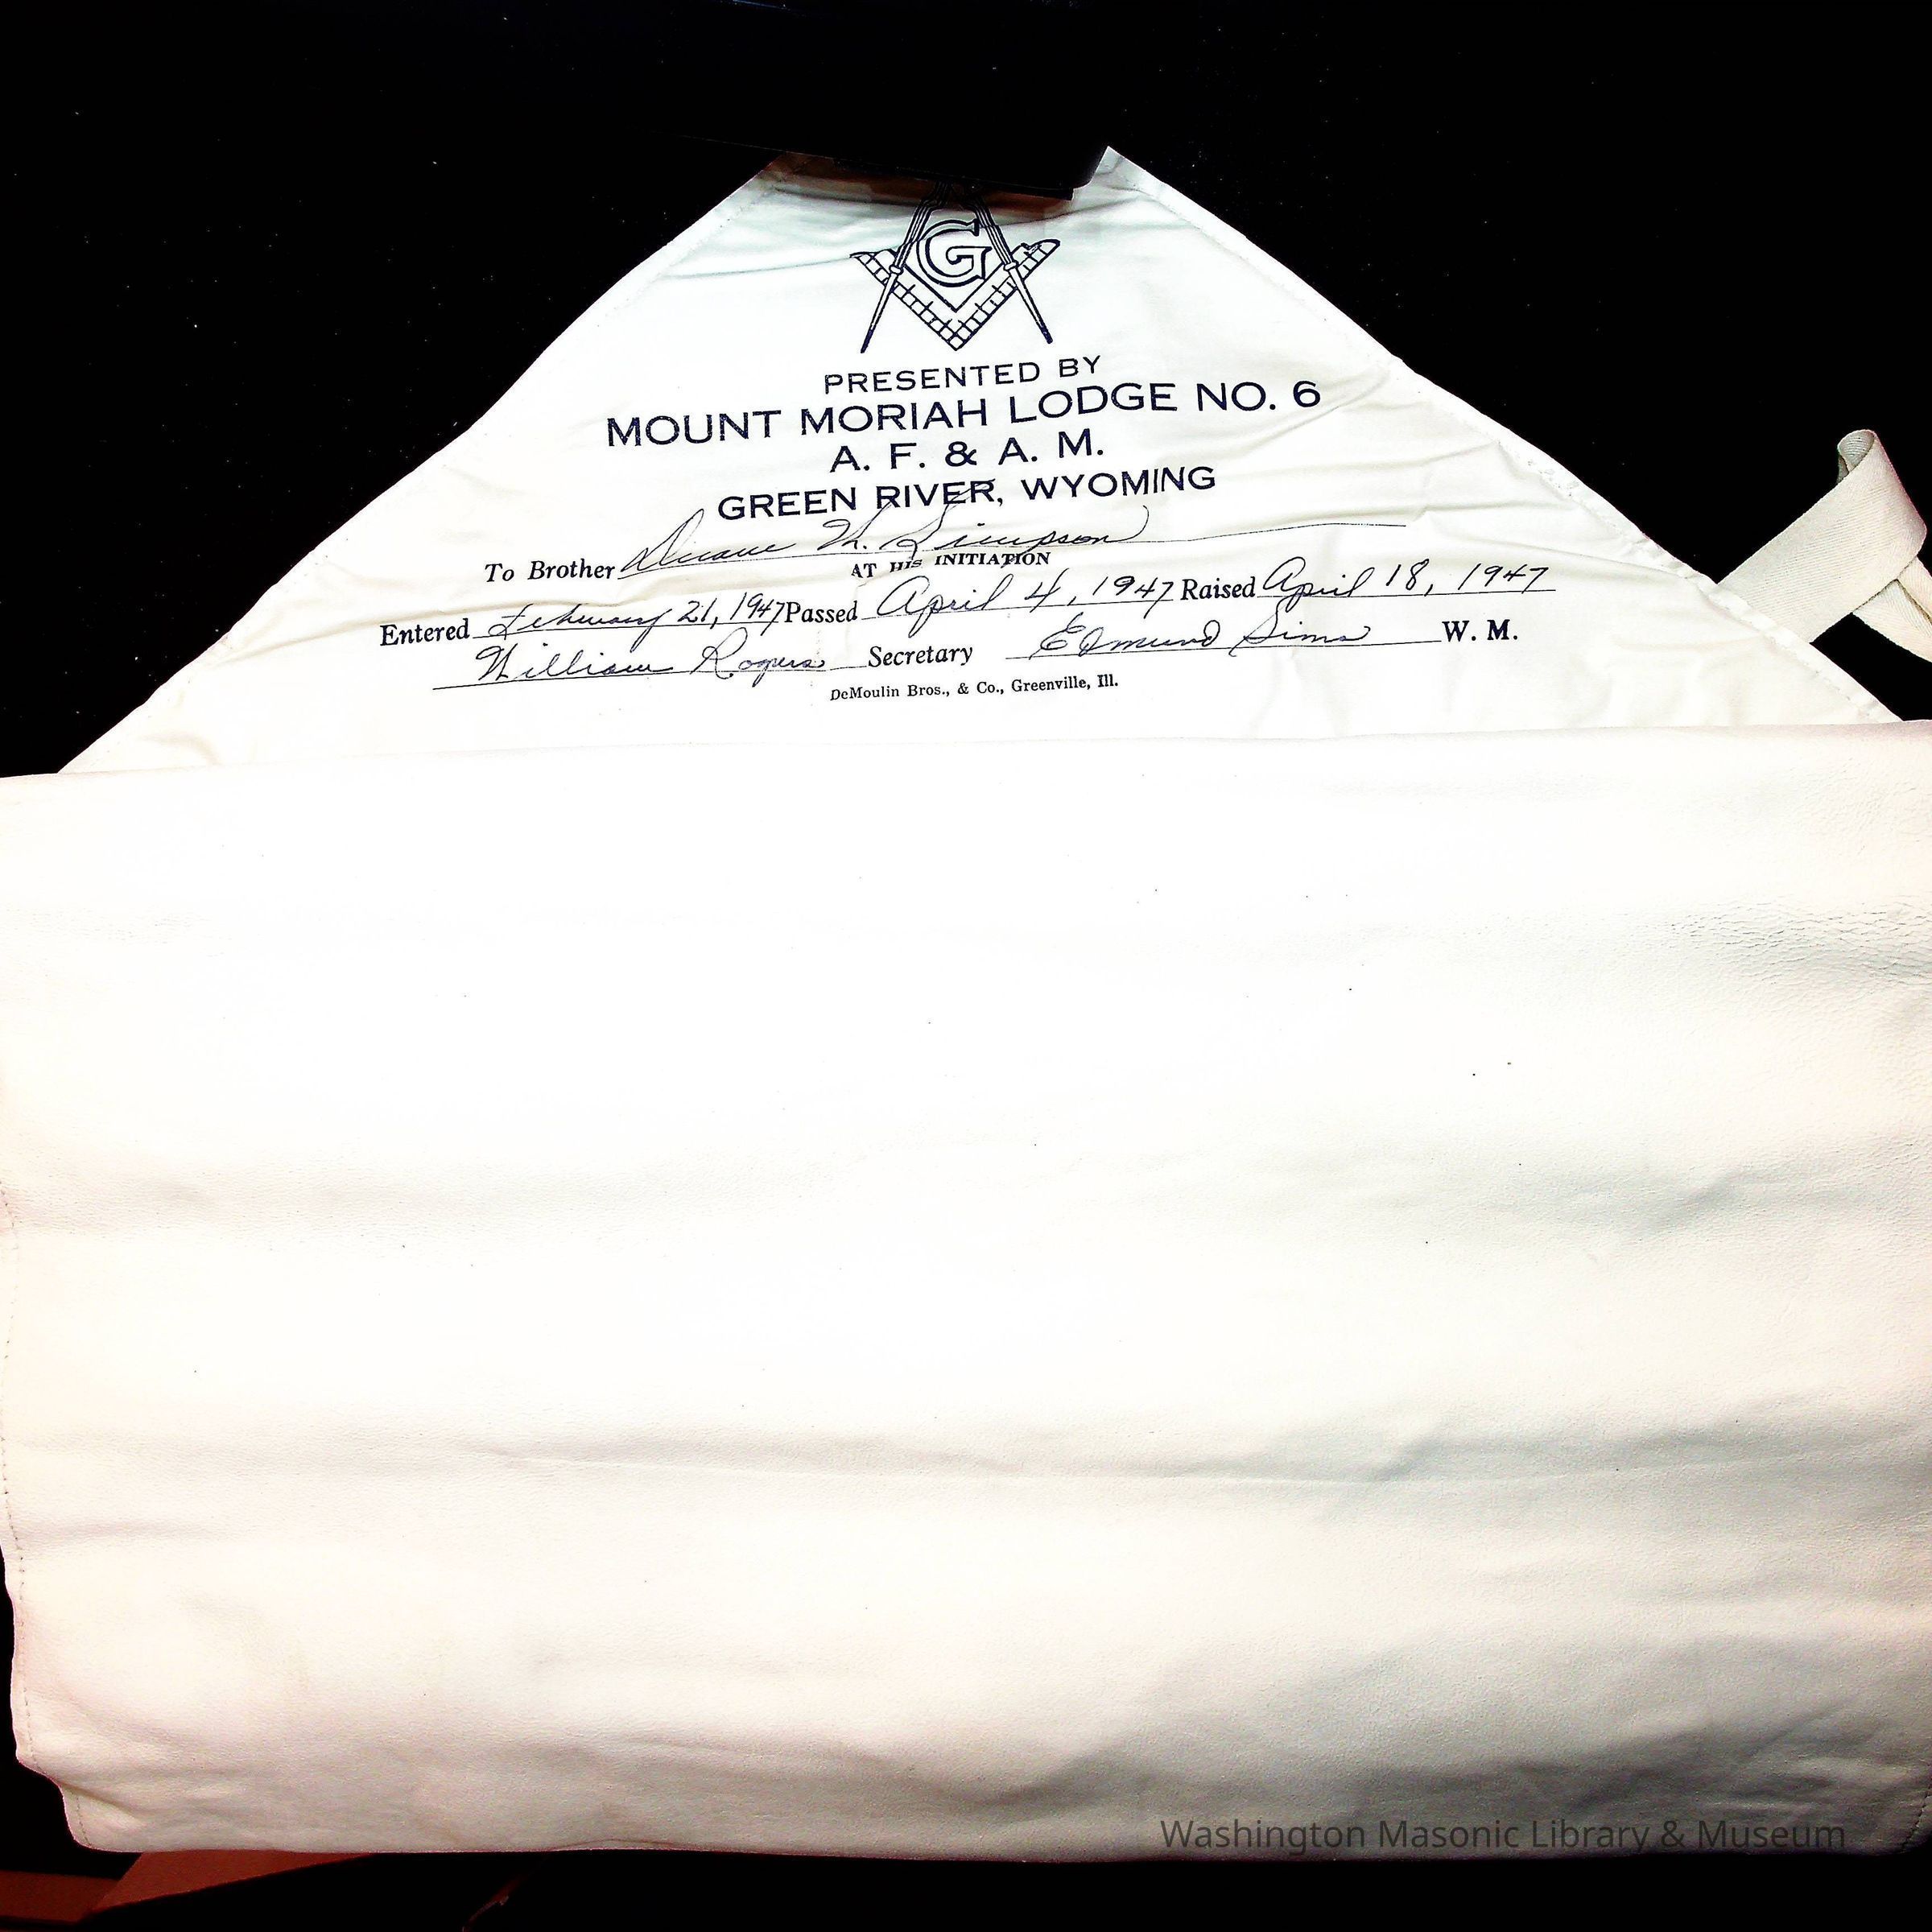 G
PRESENTED BY
MOUNT MORIAH LODGE NO. 6
A. F. & A. M.
GREEN RIVER, WYOMING
To Brother Duane M. Simpson
AT HIS INITIATION
Entered February 21, 1947 Passed April 4, 1947 Raised April 18, 1947
William Rogers Secretary Edmund Sims W. M.
DeMoulin Bros., & Co., Greenville, Ill.
Washington Masonic Library & Museum